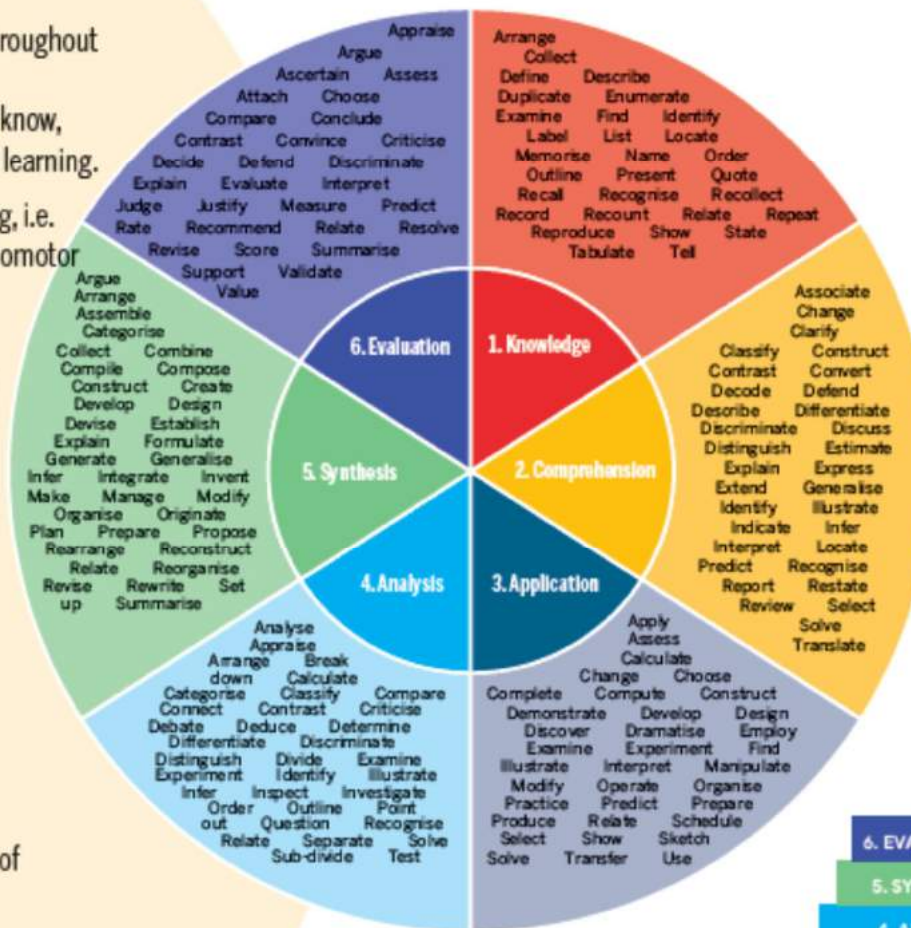 roughout
know,
learning.
g, i.e.
omotor
of
Appraise
Argue
Ascertain Assess
Attach Choose
Compare Conclude
Contrast Convince Criticise
Decide Defend Discriminate
Explain Evaluate Interpret
Judge Justify Measure Predict
Rate Recommend Relate Resolve
Revise Score Summarise
Support Validate
Value
6. Evaluation
Arrange
Collect
Define Describe
Duplicate Enumerate
Examine Find Identify
Label List Locate
Memorise Name Order
Outline Present Quote
Recall Recognise Recollect
Record Recount Relate Repeat
Reproduce Show State
Tabulate Tell
1. Knowledge
Associate
Change
Clarify
Classify Construct
Contrast Convert
Decode Defend
Describe Differentiate
Discriminate Discuss
Distinguish Estimate
Explain Express
Extend Generalise
Identify Illustrate
Indicate Infer
Interpret Locate
Predict Recognise
Report Restate
Review Select
Solve
Translate
2. Comprehension
Apply
Assess
Calculate
Change Choose
Complete Compute Construct
Demonstrate Develop Design
Discover Dramatise Employ
Examine Experiment Find
Illustrate Interpret Manipulate
Modify Operate Organise
Practice Predict Prepare
Produce Relate Schedule
Select Show Sketch
Solve Transfer Use
3. Application
Analyse
Appraise
Arrange Break
down Calculate
Categorise Classify Compare
Connect Contrast Criticise
Debate Deduce Determine
Differentiate Discriminate
Distinguish Divide Examine
Experiment Identify Illustrate
Infer Inspect Investigate
Order Outline Point
out Question Recognise
Relate Separate Solve
Sub-divide Test
4. Analysis
Argue
Arrange
Assemble
Categorise
Collect Combine
Compile Compose
Construct Create
Develop Design
Devise Establish
Explain Formulate
Generate Generalise
Infer Integrate Invent
Make Manage Modify
Organise Originate
Plan Prepare Propose
Rearrange Reconstruct
Relate Reorganise
Revise Rewrite Set
up Summarise
5. Synthesis
6. EVA
5. SY